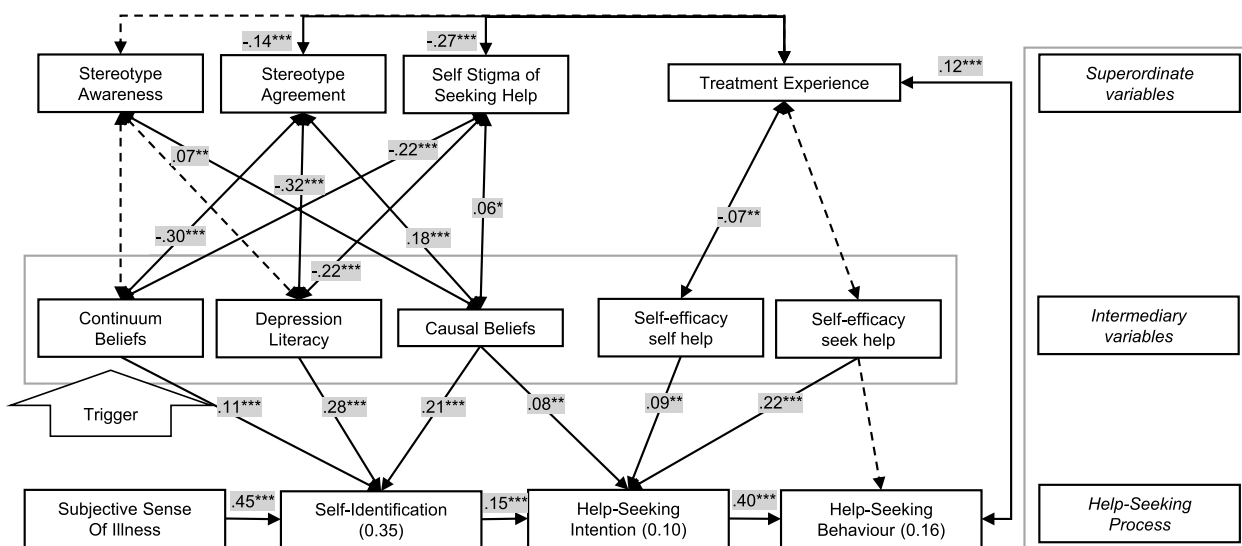 -.14***
-.27***
.12***
Stereotype
Awareness
Stereotype
Agreement
Self Stigma of
Seeking Help
Treatment Experience
Superordinate
variables
.07**
-.22***
-.32***
.06*
-.07**
-.30***
.18***
-.22***
Continuum
Beliefs
Depression
Literacy
Causal Beliefs
Self-efficacy
self help
Self-efficacy
seek help
Intermediary
variables
Trigger
.11***
.28***
.21***
.08**
.09**
.22***
Subjective Sense
Of Illness
.45***
Self-Identification
(0.35)
.15***
Help-Seeking
Intention (0.10)
.40***
Help-Seeking
Behaviour (0.16)
Help-Seeking
Process